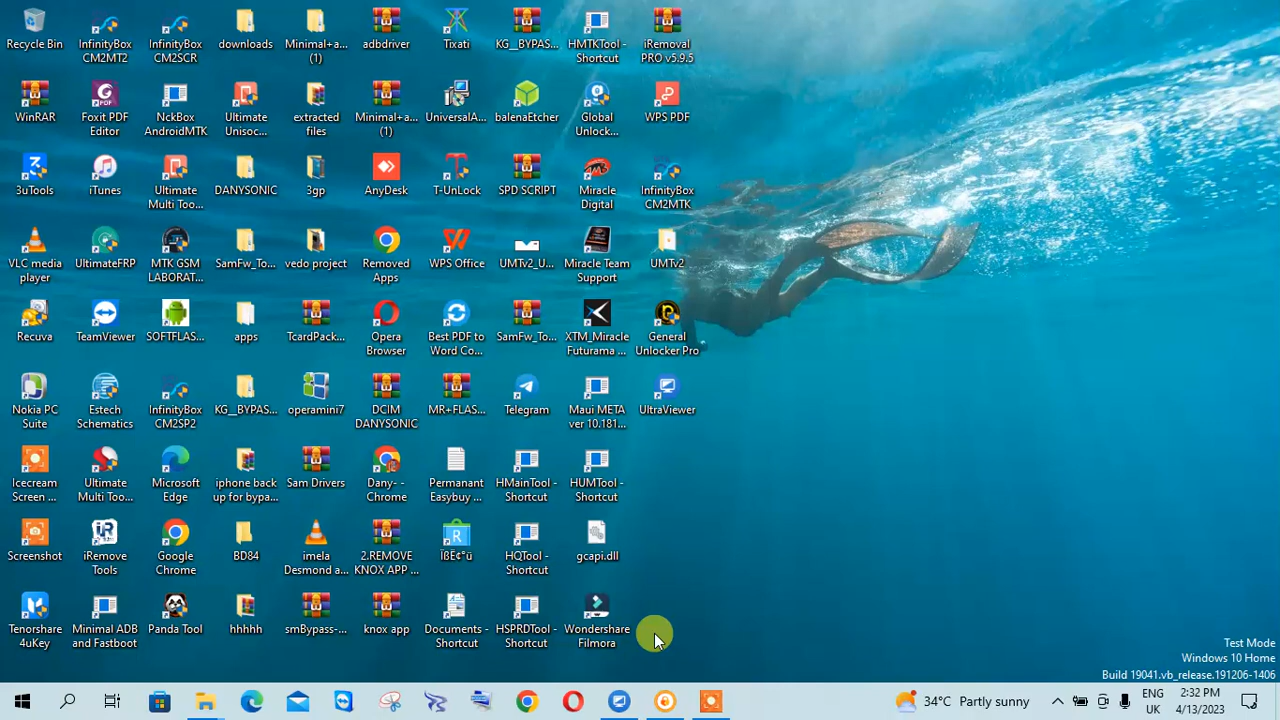 Recycle Bin
InfinityBox CM2MT2
InfinityBox CM2SCR
downloads
Minimal+a... (1)
adbdriver
Tixati
KG_BYPAS...
HMTKTool - Shortcut
iRemoval PRO v5.9.5
WinRAR
Foxit PDF Editor
NckBox AndroidMTK
Ultimate Unisoc...
extracted files
Minimal+a... (1)
UniversalA...
balenaEtcher
Global Unlock...
WPS PDF
3uTools
iTunes
Ultimate Multi Too...
DANYSONIC
3gp
AnyDesk
T-UnLock
SPD SCRIPT
Miracle Digital
InfinityBox CM2MTK
VLC media player
UltimateFRP
MTK GSM LABORAT...
SamFw_To...
vedo project
Removed Apps
WPS Office
UMTv2_U...
Miracle Team Support
UMTv2
Recuva
TeamViewer
SOFTFLAS...
apps
TcardPack...
Opera Browser
Best PDF to Word Co...
SamFw_To...
XTM_Miracle Futurama ...
General Unlocker Pro
Nokia PC Suite
Estech Schematics
InfinityBox CM2SP2
KG_BYPAS...
operamini7
DCIM DANYSONIC
MR+FLAS...
Telegram
Maui META ver 10.181...
UltraViewer
Icecream Screen ...
Ultimate Multi Too...
Microsoft Edge
iphone back up for bypa...
Sam Drivers
Dany- - Chrome
Permanant Easybuy ...
HMainTool - Shortcut
HUMTool - Shortcut
Screenshot
iRemove Tools
Google Chrome
BD84
imela Desmond a...
2.REMOVE KNOX APP ...
ÏßË¢°ü
HQTool - Shortcut
gcapi.dll
Tenorshare 4uKey
Minimal ADB and Fastboot
Panda Tool
hhhhh
smBypass-...
knox app
Documents - Shortcut
HSPRDTool - Shortcut
Wondershare Filmora
Test Mode
Windows 10 Home
Build 19041.vb_release.191206-1406
34°C Partly sunny
ENG
UK
2:32 PM
4/13/2023